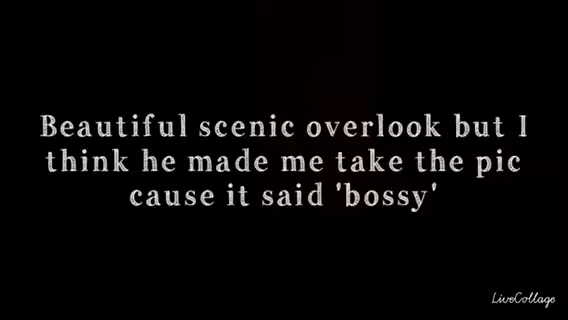 Beautiful scenic overlook but I
think he made me take the pic
cause it said 'bossy'
LiveCollage